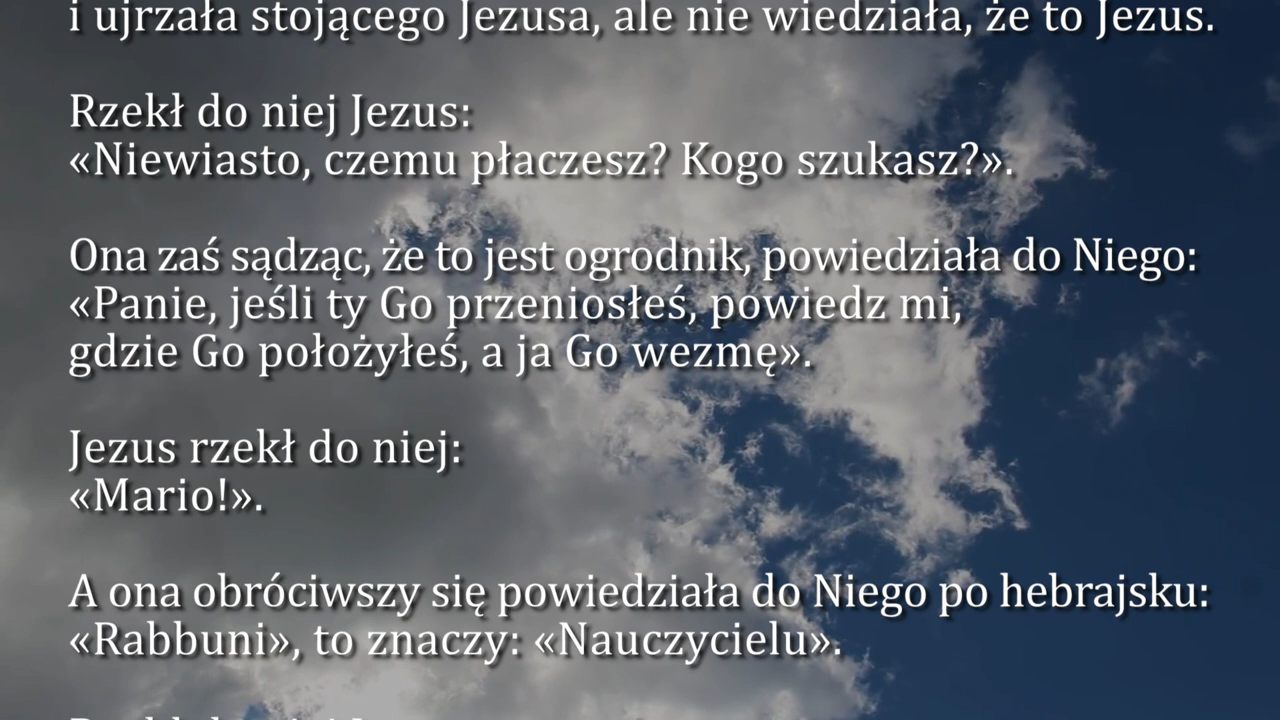 i ujrzała stojącego Jezusa, ale nie wiedziała, że to Jezus.
Rzekł do niej Jezus:
«Niewiasto, czemu płaczesz? Kogo szukasz?».
Ona zaś sądząc, że to jest ogrodnik, powiedziała do Niego:
«Panie, jeśli ty Go przeniosłeś, powiedz mi,
gdzie Go położyłeś, a ja Go wezmę».
Jezus rzekł do niej:
«Mario!».
A ona obróciwszy się powiedziała do Niego po hebrajsku:
«Rabbuni», to znaczy: «Nauczycielu».